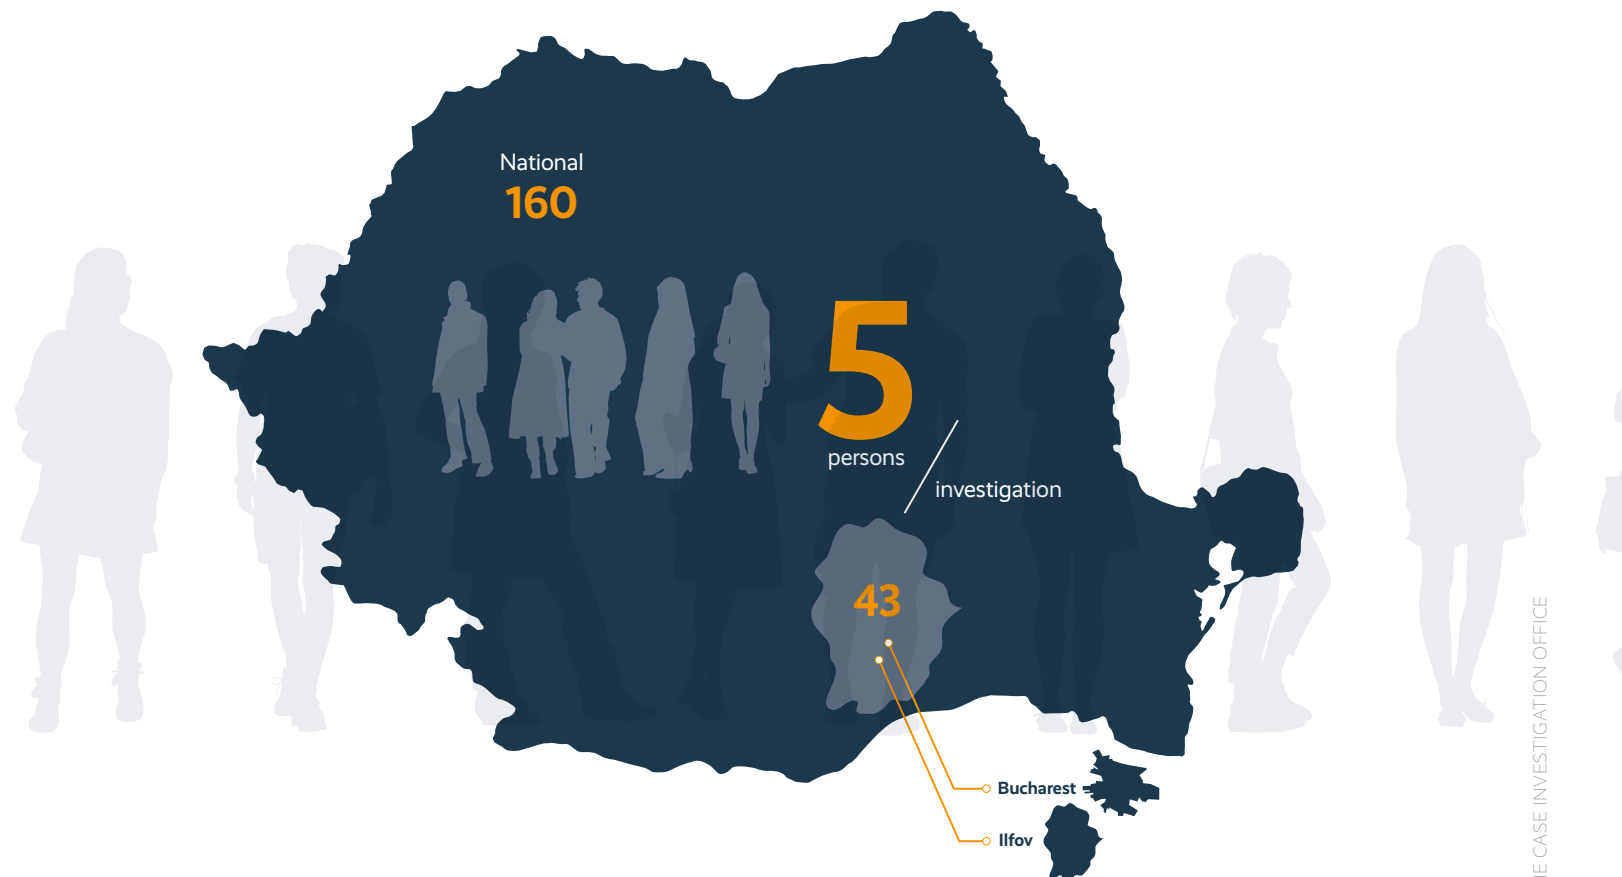 National
160
5
persons
investigation
43
Bucharest
Ilfov
CASE INVESTIGATION OFFICE